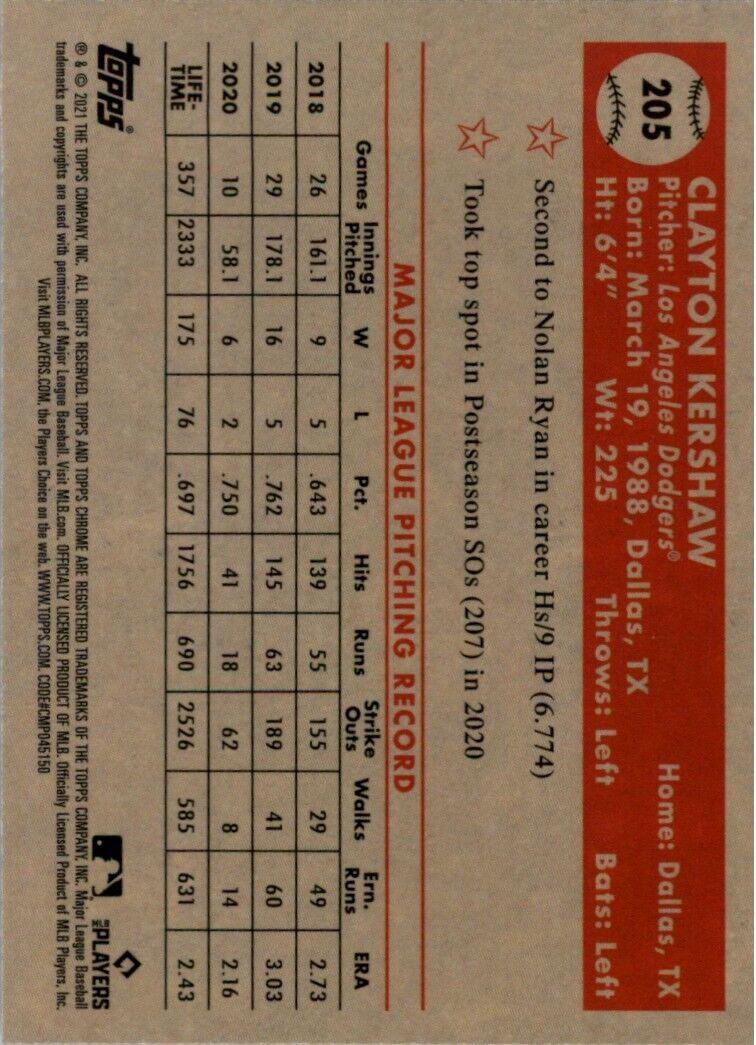 205
CLAYTON KERSHAW
Pitcher: Los Angeles Dodgers® Home: Dallas, TX
Born: March 19, 1988, Dallas, TX
Ht: 6'4" Wt: 225 Throws: Left Bats: Left
Second to Nolan Ryan in career Hs/9 IP (6.774)
Took top spot in Postseason SOs (207) in 2020
MAJOR LEAGUE PITCHING RECORD
Games Innings Pitched W L Pct. Hits Runs Strike Outs Walks Ern. Runs ERA
2018 26 161.1 9 5 .643 139 55 155 29 49 2.73
2019 29 178.1 16 5 .762 145 63 189 41 60 3.03
2020 10 58.1 6 2 .750 41 18 62 8 14 2.16
LIFE-TIME 357 2333 175 76 .697 1756 690 2526 585 631 2.43
topps®
MLB PLAYERS
® & © 2021 THE TOPPS COMPANY, INC. ALL RIGHTS RESERVED. TOPPS AND TOPPS CHROME ARE REGISTERED TRADEMARKS OF THE TOPPS COMPANY, INC. Major League Baseball
trademarks and copyrights are used with permission of Major League Baseball. Visit MLB.com. OFFICIALLY LICENSED PRODUCT OF MLB. Officially Licensed Product of MLB Players, Inc.
Visit MLBPLAYERS.COM, the Players Choice on the web. WWW.TOPPS.COM. CODE#CMP045150